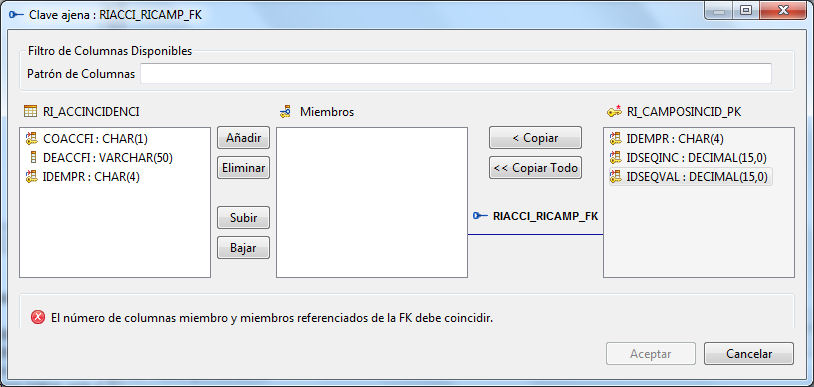 Clave ajena : RIACCI_RICAMP_FK
Filtro de Columnas Disponibles
Patrón de Columnas
RI_ACCINCIDENCI
COACCFI : CHAR(1)
DEACCFI : VARCHAR(50)
IDEMPR : CHAR(4)
Añadir
Eliminar
Subir
Bajar
Miembros
< Copiar
<< Copiar Todo
RIACCI_RICAMP_FK
RI_CAMPOSINCID_PK
IDEMPR : CHAR(4)
IDSEQINC : DECIMAL(15,0)
IDSEQVAL : DECIMAL(15,0)
El número de columnas miembro y miembros referenciados de la FK debe coincidir.
Aceptar
Cancelar